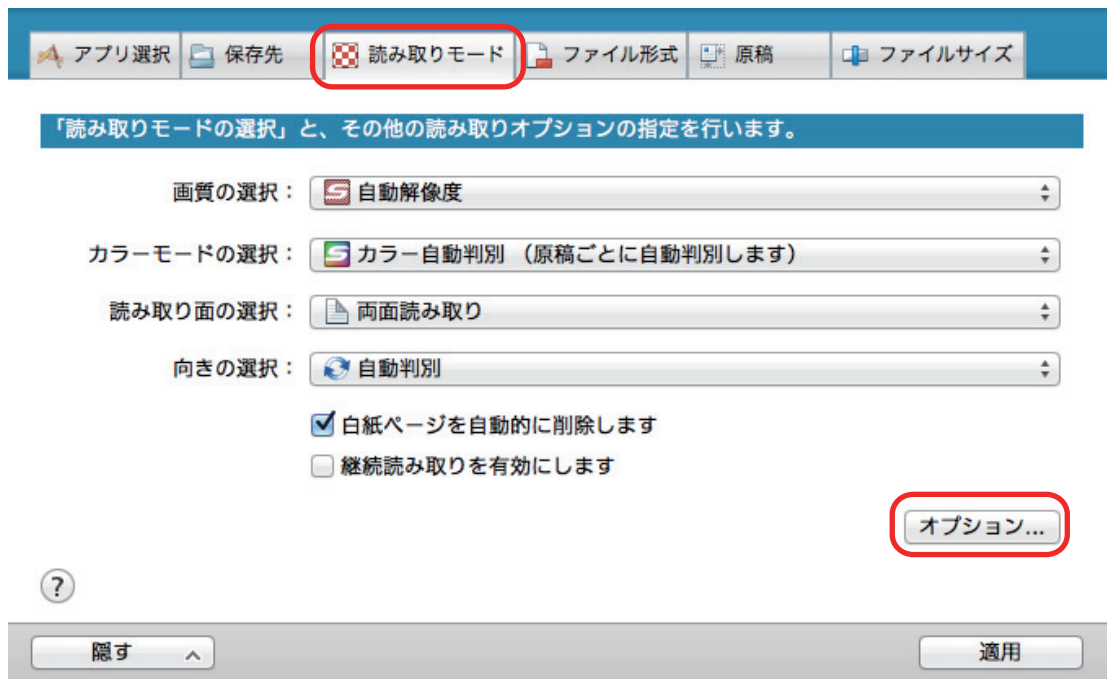 アプリ選択 保存先 読み取りモード ファイル形式 原稿 ファイルサイズ
「読み取りモードの選択」と、その他の読み取りオプションの指定を行います。
画質の選択： 自動解像度
カラーモードの選択： カラー自動判別 （原稿ごとに自動判別します）
読み取り面の選択： 両面読み取り
向きの選択： 自動判別
白紙ページを自動的に削除します
継続読み取りを有効にします
オプション...
?
隠す 適用